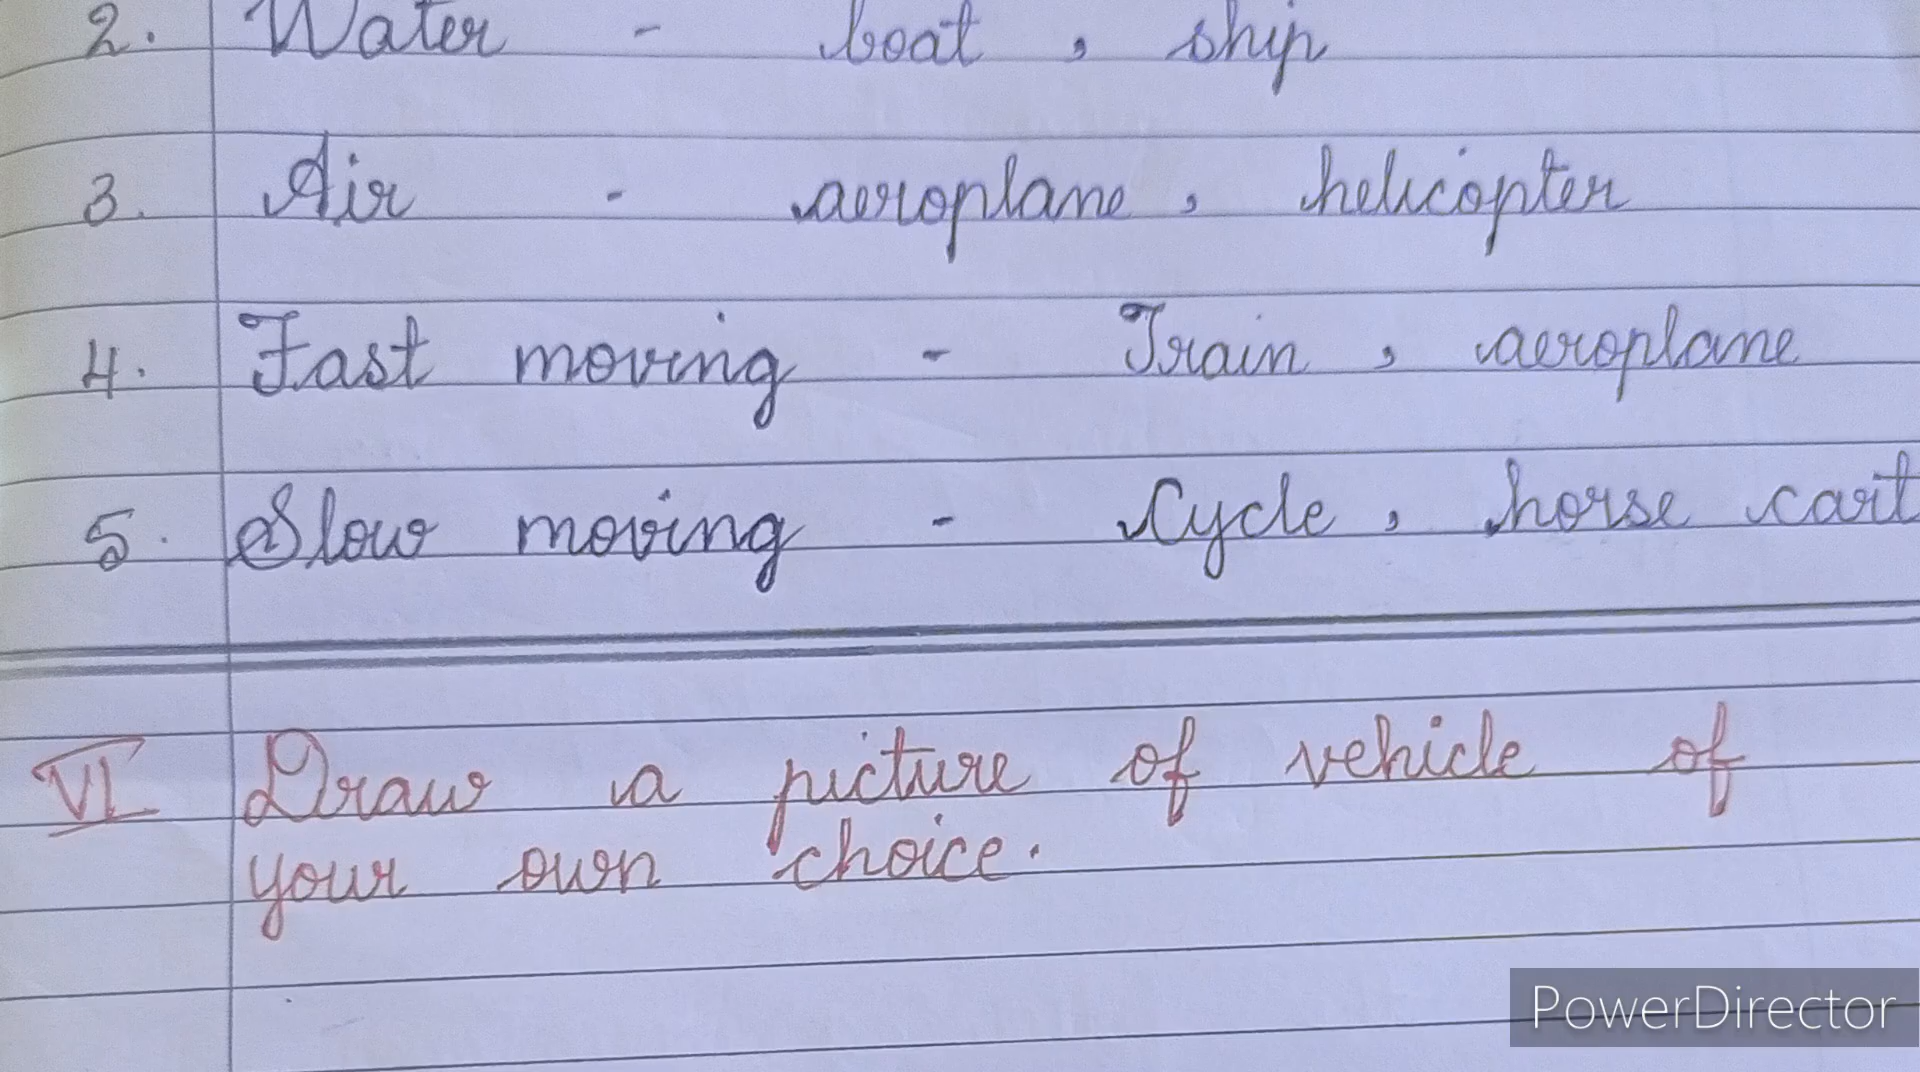 2. Water - boat , ship
3. Air - aeroplane , helicopter
4. Fast moving - Train , aeroplane
5. Slow moving - Cycle , horse cart
VI Draw a picture of vehicle of
your own choice.
PowerDirector